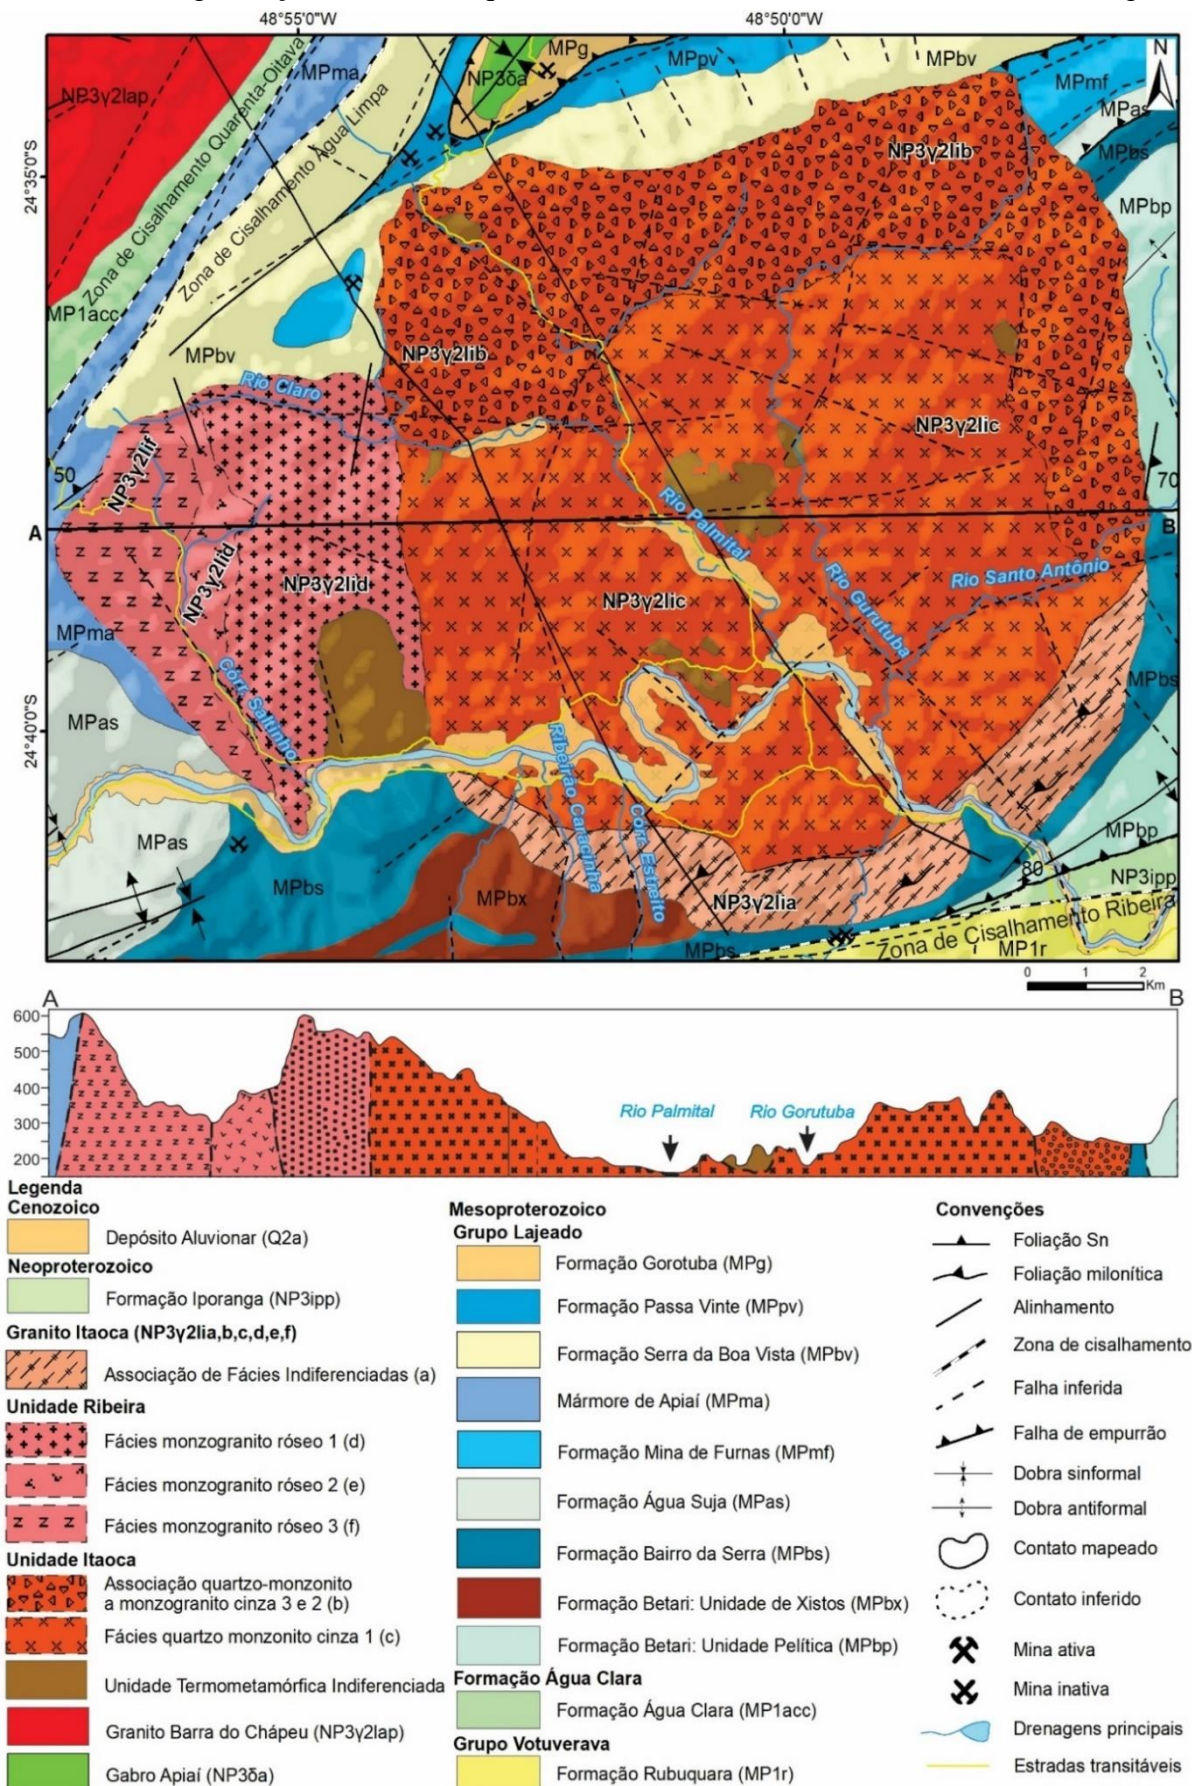 48°55'0"W
48°50'0"W
N
24°35'0"S
24°40'0"S
NP3γ2lap
MPma
NP3δa
MPg
MPpv
MPbv
MPmf
MPas
MPbs
MPbp
Zona de Cisalhamento Quarenta-Oitava
Zona de Cisalhamento Agua Limpa
NP3γ2lib
MP1acc
MPbv
NP3γ2lib
Rio Claro
NP3γ2lic
NP3γ2lif
50
70
A
B
Rio Palmital
NP3γ2lid
NP3γ2lid
NP3γ2lic
Rio Gurutuba
Rio Santo Antônio
MPma
MPbs
MPas
Córr. Salinho
Ribeirao Caracinha
Córr. Estreito
MPas
MPbs
MPbx
NP3γ2lia
MPbp
80
NP3ipp
MPbs
Zona de Cisalhamento Ribeira
MP1r
0 1 2
Km
A
B
600
500
400
300
200
Rio Palmital
Rio Gorutuba
Legenda
Cenozoico
Depósito Aluvionar (Q2a)
Neoproterozoico
Formação Iporanga (NP3ipp)
Granito Itaoca (NP3γ2lia,b,c,d,e,f)
Associação de Fácies Indiferenciadas (a)
Unidade Ribeira
Fácies monzogranito róseo 1 (d)
Fácies monzogranito róseo 2 (e)
Fácies monzogranito róseo 3 (f)
Unidade Itaoca
Associação quartzo-monzonito
a monzogranito cinza 3 e 2 (b)
Fácies quartzo monzonito cinza 1 (c)
Unidade Termometamórfica Indiferenciada
Granito Barra do Chápeu (NP3γ2lap)
Gabro Apiaí (NP3δa)
Mesoproterozoico
Grupo Lajeado
Formação Gorotuba (MPg)
Formação Passa Vinte (MPpv)
Formação Serra da Boa Vista (MPbv)
Mármore de Apiaí (MPma)
Formação Mina de Furnas (MPmf)
Formação Água Suja (MPas)
Formação Bairro da Serra (MPbs)
Formação Betari: Unidade de Xistos (MPbx)
Formação Betari: Unidade Pelítica (MPbp)
Formação Água Clara
Formação Água Clara (MP1acc)
Grupo Votuverava
Formação Rubuquara (MP1r)
Convenções
Foliação Sn
Foliação milonítica
Alinhamento
Zona de cisalhamento
Falha inferida
Falha de empurrão
Dobra sinformal
Dobra antiformal
Contato mapeado
Contato inferido
Mina ativa
Mina inativa
Drenagens principais
Estradas transitáveis